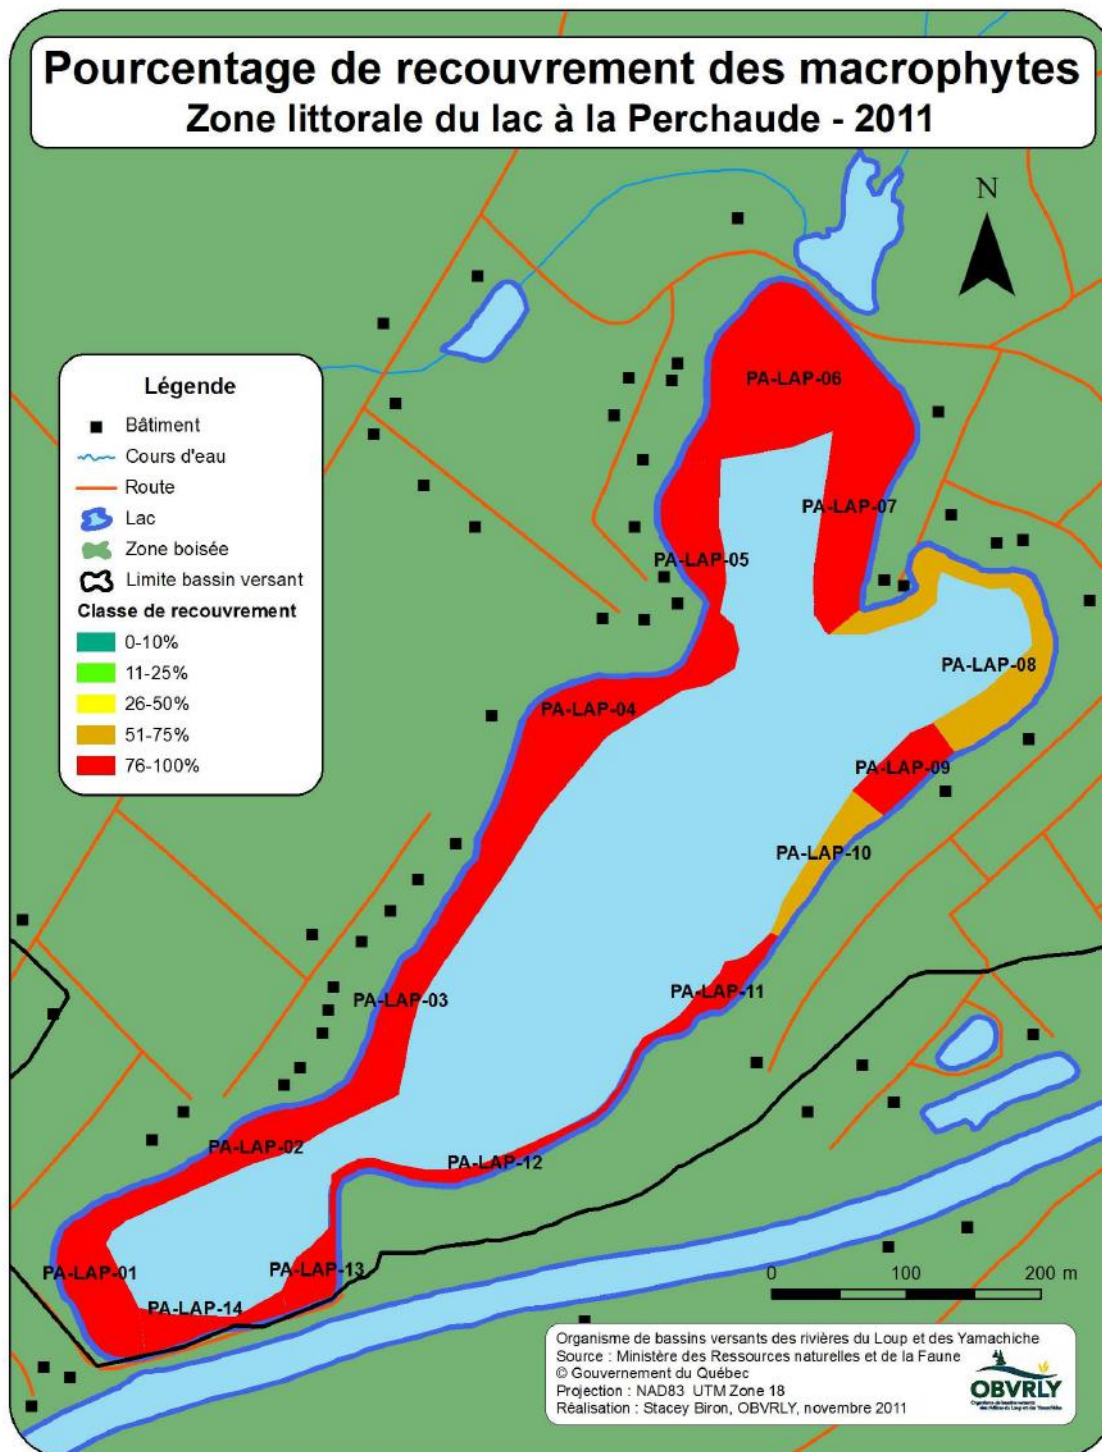 Pourcentage de recouvrement des macrophytes
Zone littorale du lac à la Perchaude - 2011
N
Légende
Bâtiment
Cours d'eau
Route
Lac
Zone boisée
Limite bassin versant
Classe de recouvrement
0-10%
11-25%
26-50%
51-75%
76-100%
PA-LAP-06
PA-LAP-07
PA-LAP-05
PA-LAP-08
PA-LAP-04
PA-LAP-09
PA-LAP-10
PA-LAP-11
PA-LAP-03
PA-LAP-02
PA-LAP-12
PA-LAP-13
PA-LAP-01
PA-LAP-14
0 100 200 m
Organisme de bassins versants des rivières du Loup et des Yamachiche
Source : Ministère des Ressources naturelles et de la Faune
© Gouvernement du Québec
Projection : NAD83 UTM Zone 18
Réalisation : Stacey Biron, OBVRLY, novembre 2011
OBVRLY